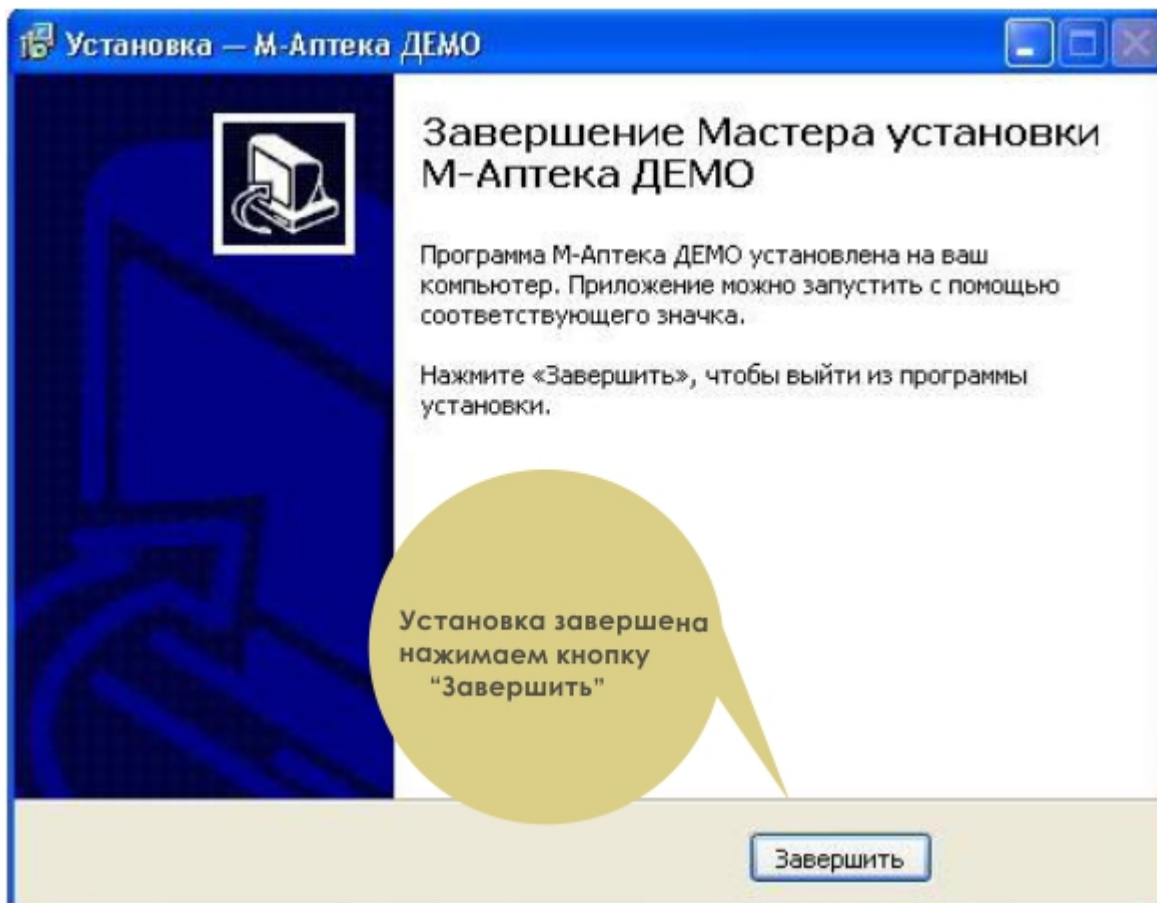 Установка — М-Аптека ДЕМО
Завершение Мастера установки
М-Аптека ДЕМО
Программа М-Аптека ДЕМО установлена на ваш
компьютер. Приложение можно запустить с помощью
соответствующего значка.
Нажмите «Завершить», чтобы выйти из программы
установки.
Установка завершена
нажимаем кнопку
“Завершить”
Завершить